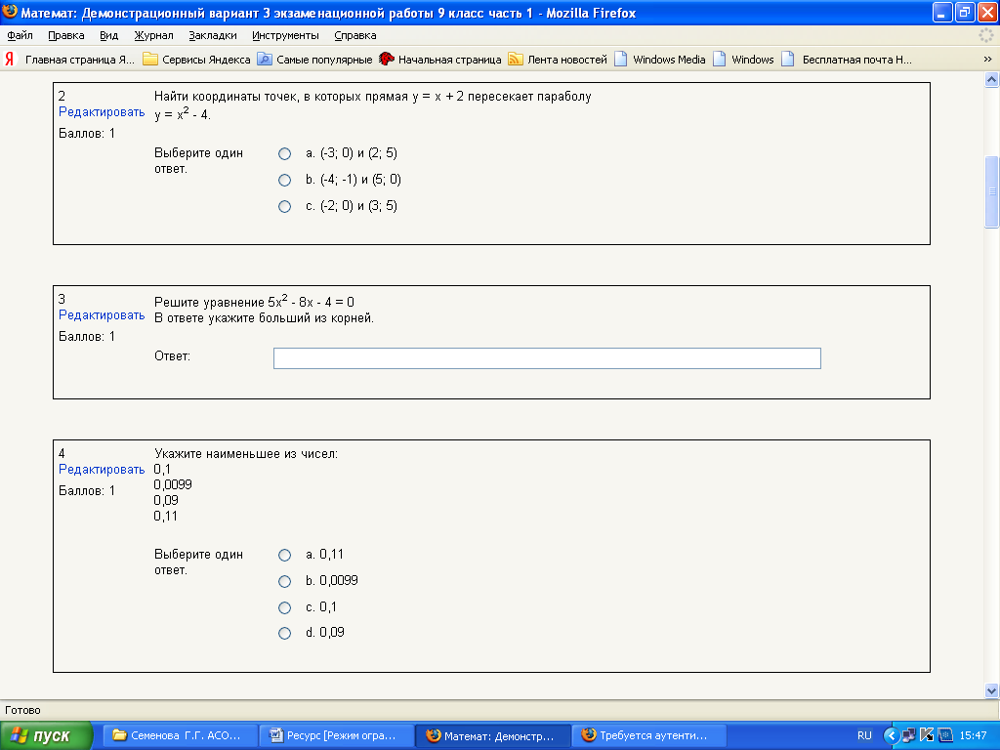 Математ: Демонстрационный вариант 3 экзаменационной работы 9 класс часть 1 - Mozilla Firefox
Файл Правка Вид Журнал Закладки Инструменты Справка
Я Главная страница Я... Сервисы Яндекса Самые популярные Начальная страница Лента новостей Windows Media Windows Бесплатная почта H... »
2
Редактировать
Баллов: 1
Найти координаты точек, в которых прямая y = x + 2 пересекает параболу
y = x² - 4.
Выберите один
ответ.
a. (-3; 0) и (2; 5)
b. (-4; -1) и (5; 0)
c. (-2; 0) и (3; 5)
3
Редактировать
Баллов: 1
Решите уравнение 5x² - 8x - 4 = 0
В ответе укажите больший из корней.
Ответ:
4
Редактировать
Баллов: 1
Укажите наименьшее из чисел:
0,1
0,0099
0,09
0,11
Выберите один
ответ.
a. 0,11
b. 0,0099
c. 0,1
d. 0,09
Готово
пуск Семенова Г.Г. АСО... Ресурс [Режим огра... Математ: Демонстр... Требуется аутенти... RU 15:47